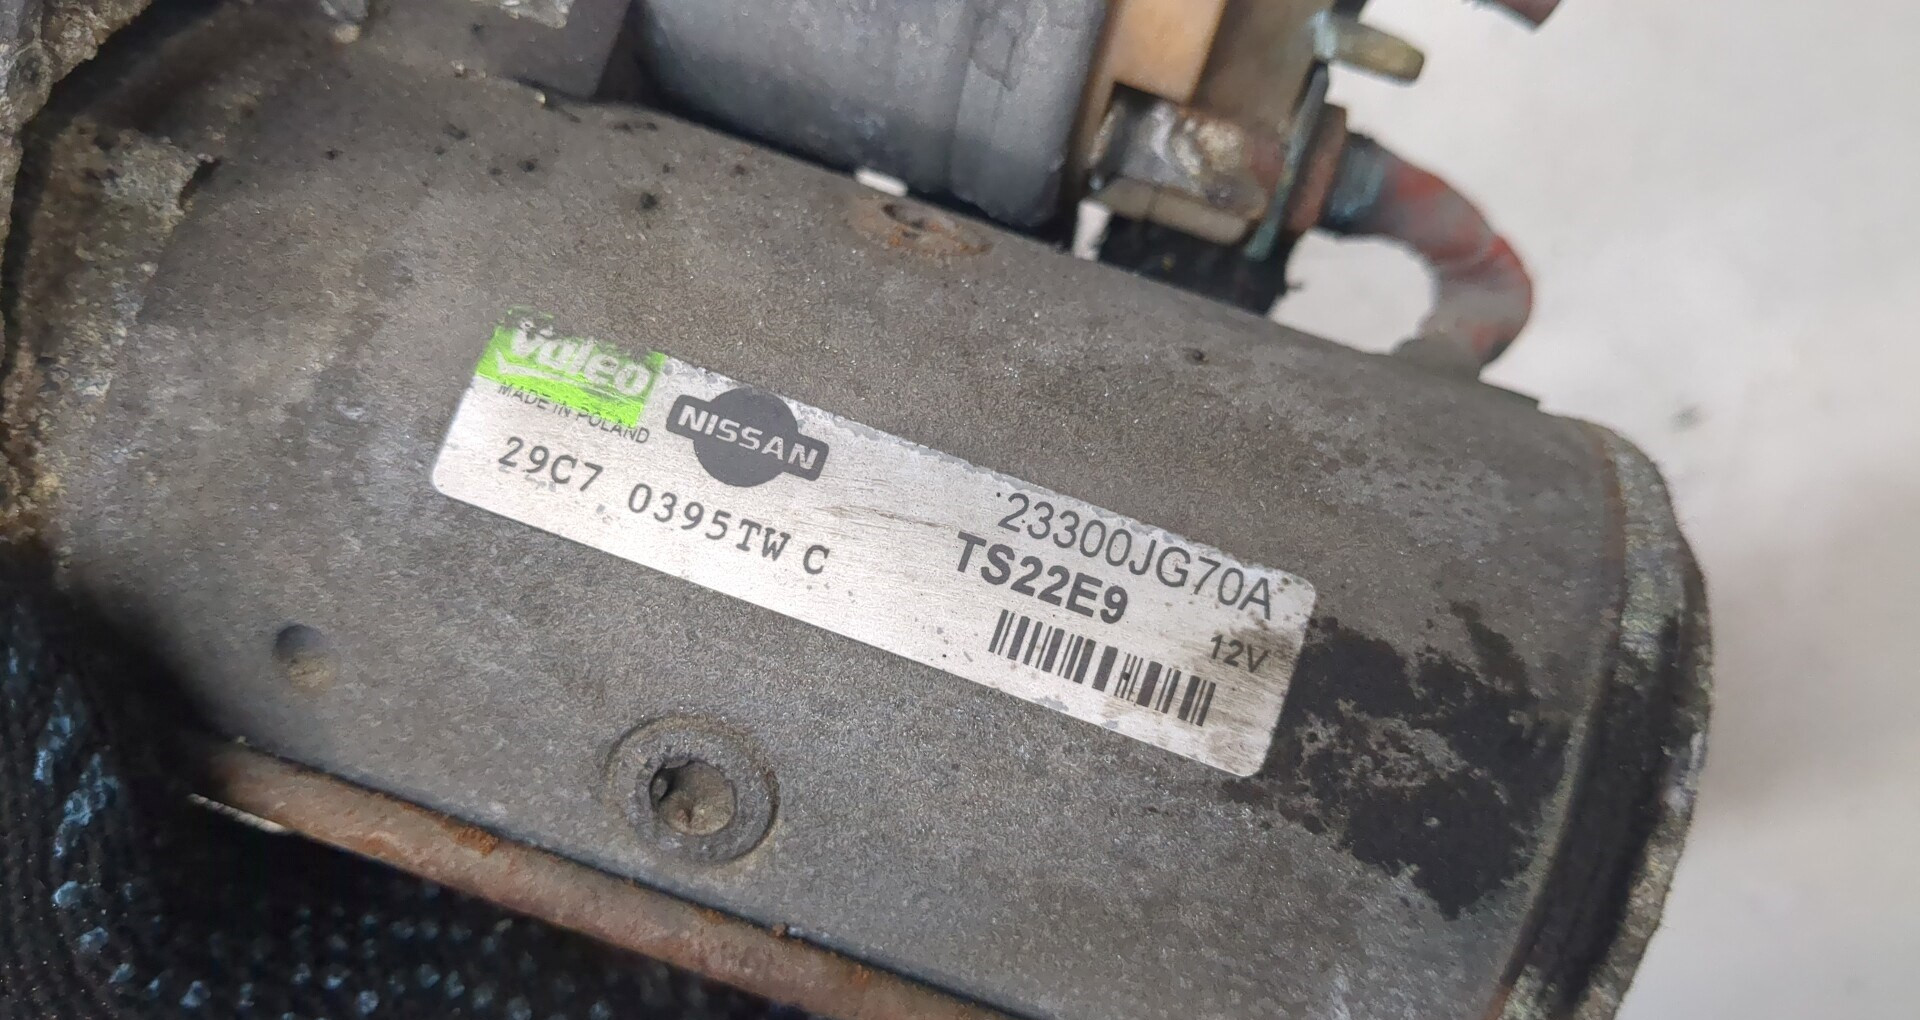 valeo
MADE IN POLAND
NISSAN
29C7 0395TW C
23300JG70A
TS22E9
12V